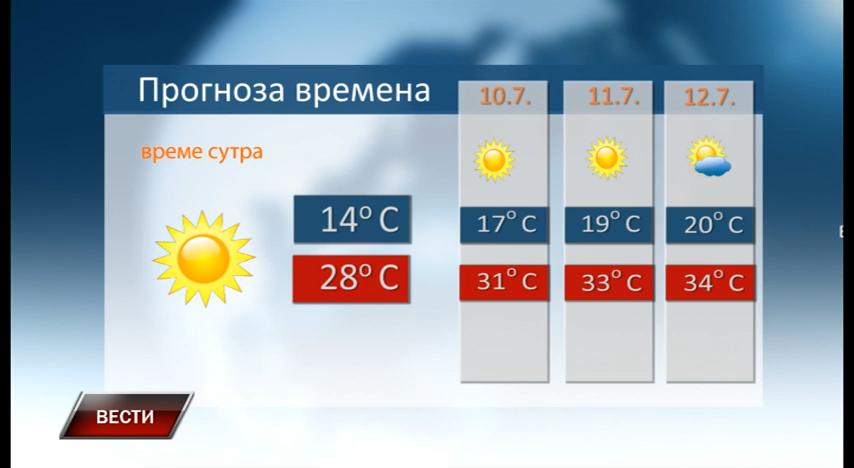 Прогноза времена
време сутра
14° C
28° C
10.7.
17° C
31° C
11.7.
19° C
33° C
12.7.
20° C
34° C
ВЕСТИ